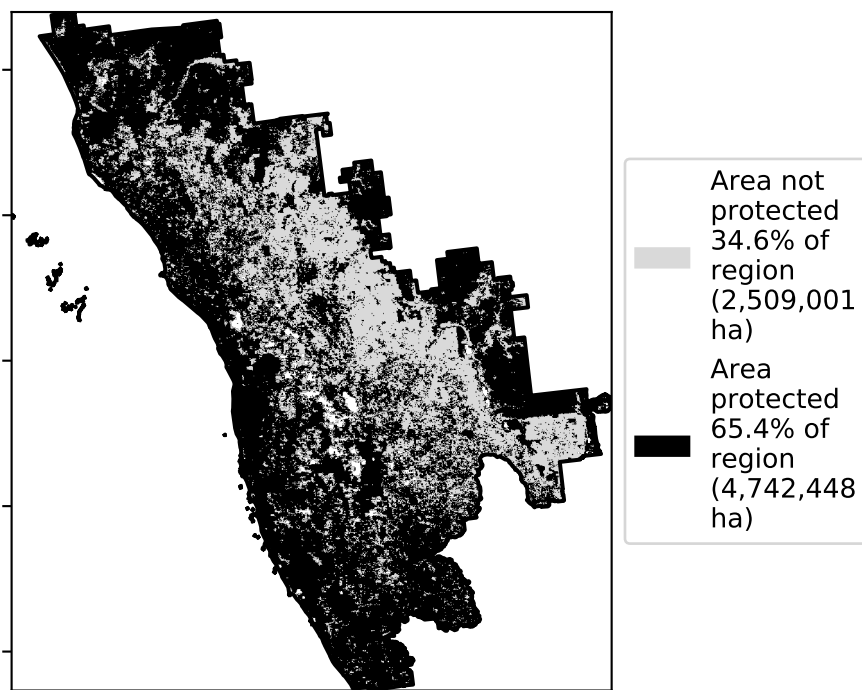 Area not
protected
34.6% of
region
(2,509,001
ha)
Area
protected
65.4% of
region
(4,742,448
ha)